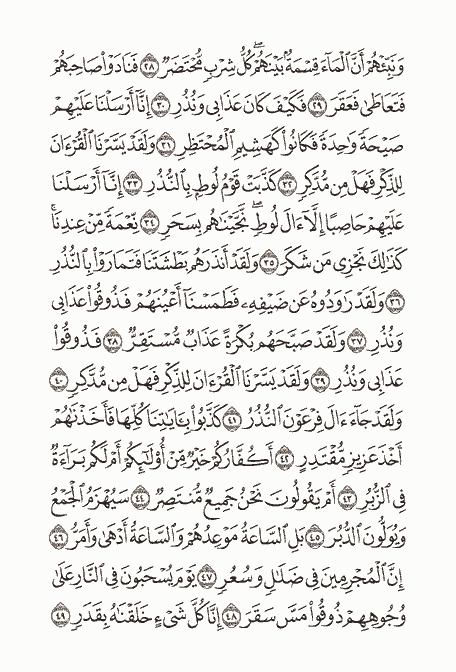 وَنَبِّئْهُمْ أَنَّ ٱلْمَآءَ قِسْمَةٌۢ بَيْنَهُمْ ۖ كُلُّ شِرْبٍ مُّحْتَضَرٌ ٢٨ فَنَادَوْا۟ صَاحِبَهُمْ
فَتَعَاطَىٰ فَعَقَرَ ٢٩ فَكَيْفَ كَانَ عَذَابِى وَنُذُرِ ٣٠ إِنَّآ أَرْسَلْنَا عَلَيْهِمْ
صَيْحَةً وَٰحِدَةً فَكَانُوا۟ كَهَشِيمِ ٱلْمُحْتَظِرِ ٣١ وَلَقَدْ يَسَّرْنَا ٱلْقُرْءَانَ
لِلذِّكْرِ فَهَلْ مِن مُّدَّكِرٍ ٣٢ كَذَّبَتْ قَوْمُ لُوطٍۭ بِٱلنُّذُرِ ٣٣ إِنَّآ أَرْسَلْنَا
عَلَيْهِمْ حَاصِبًا إِلَّآ ءَالَ لُوطٍ ۖ نَّجَّيْنَٰهُم بِسَحَرٍ ٣٤ نِّعْمَةً مِّنْ عِندِنَا ۚ
كَذَٰلِكَ نَجْزِى مَن شَكَرَ ٣٥ وَلَقَدْ أَنذَرَهُم بَطْشَتَنَا فَتَمَارَوْا۟ بِٱلنُّذُرِ
٣٦ وَلَقَدْ رَٰوَدُوهُ عَن ضَيْفِهِۦ فَطَمَسْنَآ أَعْيُنَهُمْ فَذُوقُوا۟ عَذَابِى
وَنُذُرِ ٣٧ وَلَقَدْ صَبَّحَهُم بُكْرَةً عَذَابٌ مُّسْتَقِرٌّ ٣٨ فَذُوقُوا۟
عَذَابِى وَنُذُرِ ٣٩ وَلَقَدْ يَسَّرْنَا ٱلْقُرْءَانَ لِلذِّكْرِ فَهَلْ مِن مُّدَّكِرٍ ٤٠
وَلَقَدْ جَآءَ ءَالَ فِرْعَوْنَ ٱلنُّذُرُ ٤١ كَذَّبُوا۟ بِـَٔايَٰتِنَا كُلِّهَا فَأَخَذْنَٰهُمْ
أَخْذَ عَزِيزٍ مُّقْتَدِرٍ ٤٢ أَكُفَّارُكُمْ خَيْرٌ مِّنْ أُو۟لَٰٓئِكُمْ أَمْ لَكُم بَرَآءَةٌ
فِى ٱلزُّبُرِ ٤٣ أَمْ يَقُولُونَ نَحْنُ جَمِيعٌ مُّنتَصِرٌ ٤٤ سَيُهْزَمُ ٱلْجَمْعُ
وَيُوَلُّونَ ٱلدُّبُرَ ٤٥ بَلِ ٱلسَّاعَةُ مَوْعِدُهُمْ وَٱلسَّاعَةُ أَدْهَىٰ وَأَمَرُّ ٤٦
إِنَّ ٱلْمُجْرِمِينَ فِى ضَلَٰلٍ وَسُعُرٍ ٤٧ يَوْمَ يُسْحَبُونَ فِى ٱلنَّارِ عَلَىٰ
وُجُوهِهِمْ ذُوقُوا۟ مَسَّ سَقَرَ ٤٨ إِنَّا كُلَّ شَىْءٍ خَلَقْنَٰهُ بِقَدَرٍ ٤٩